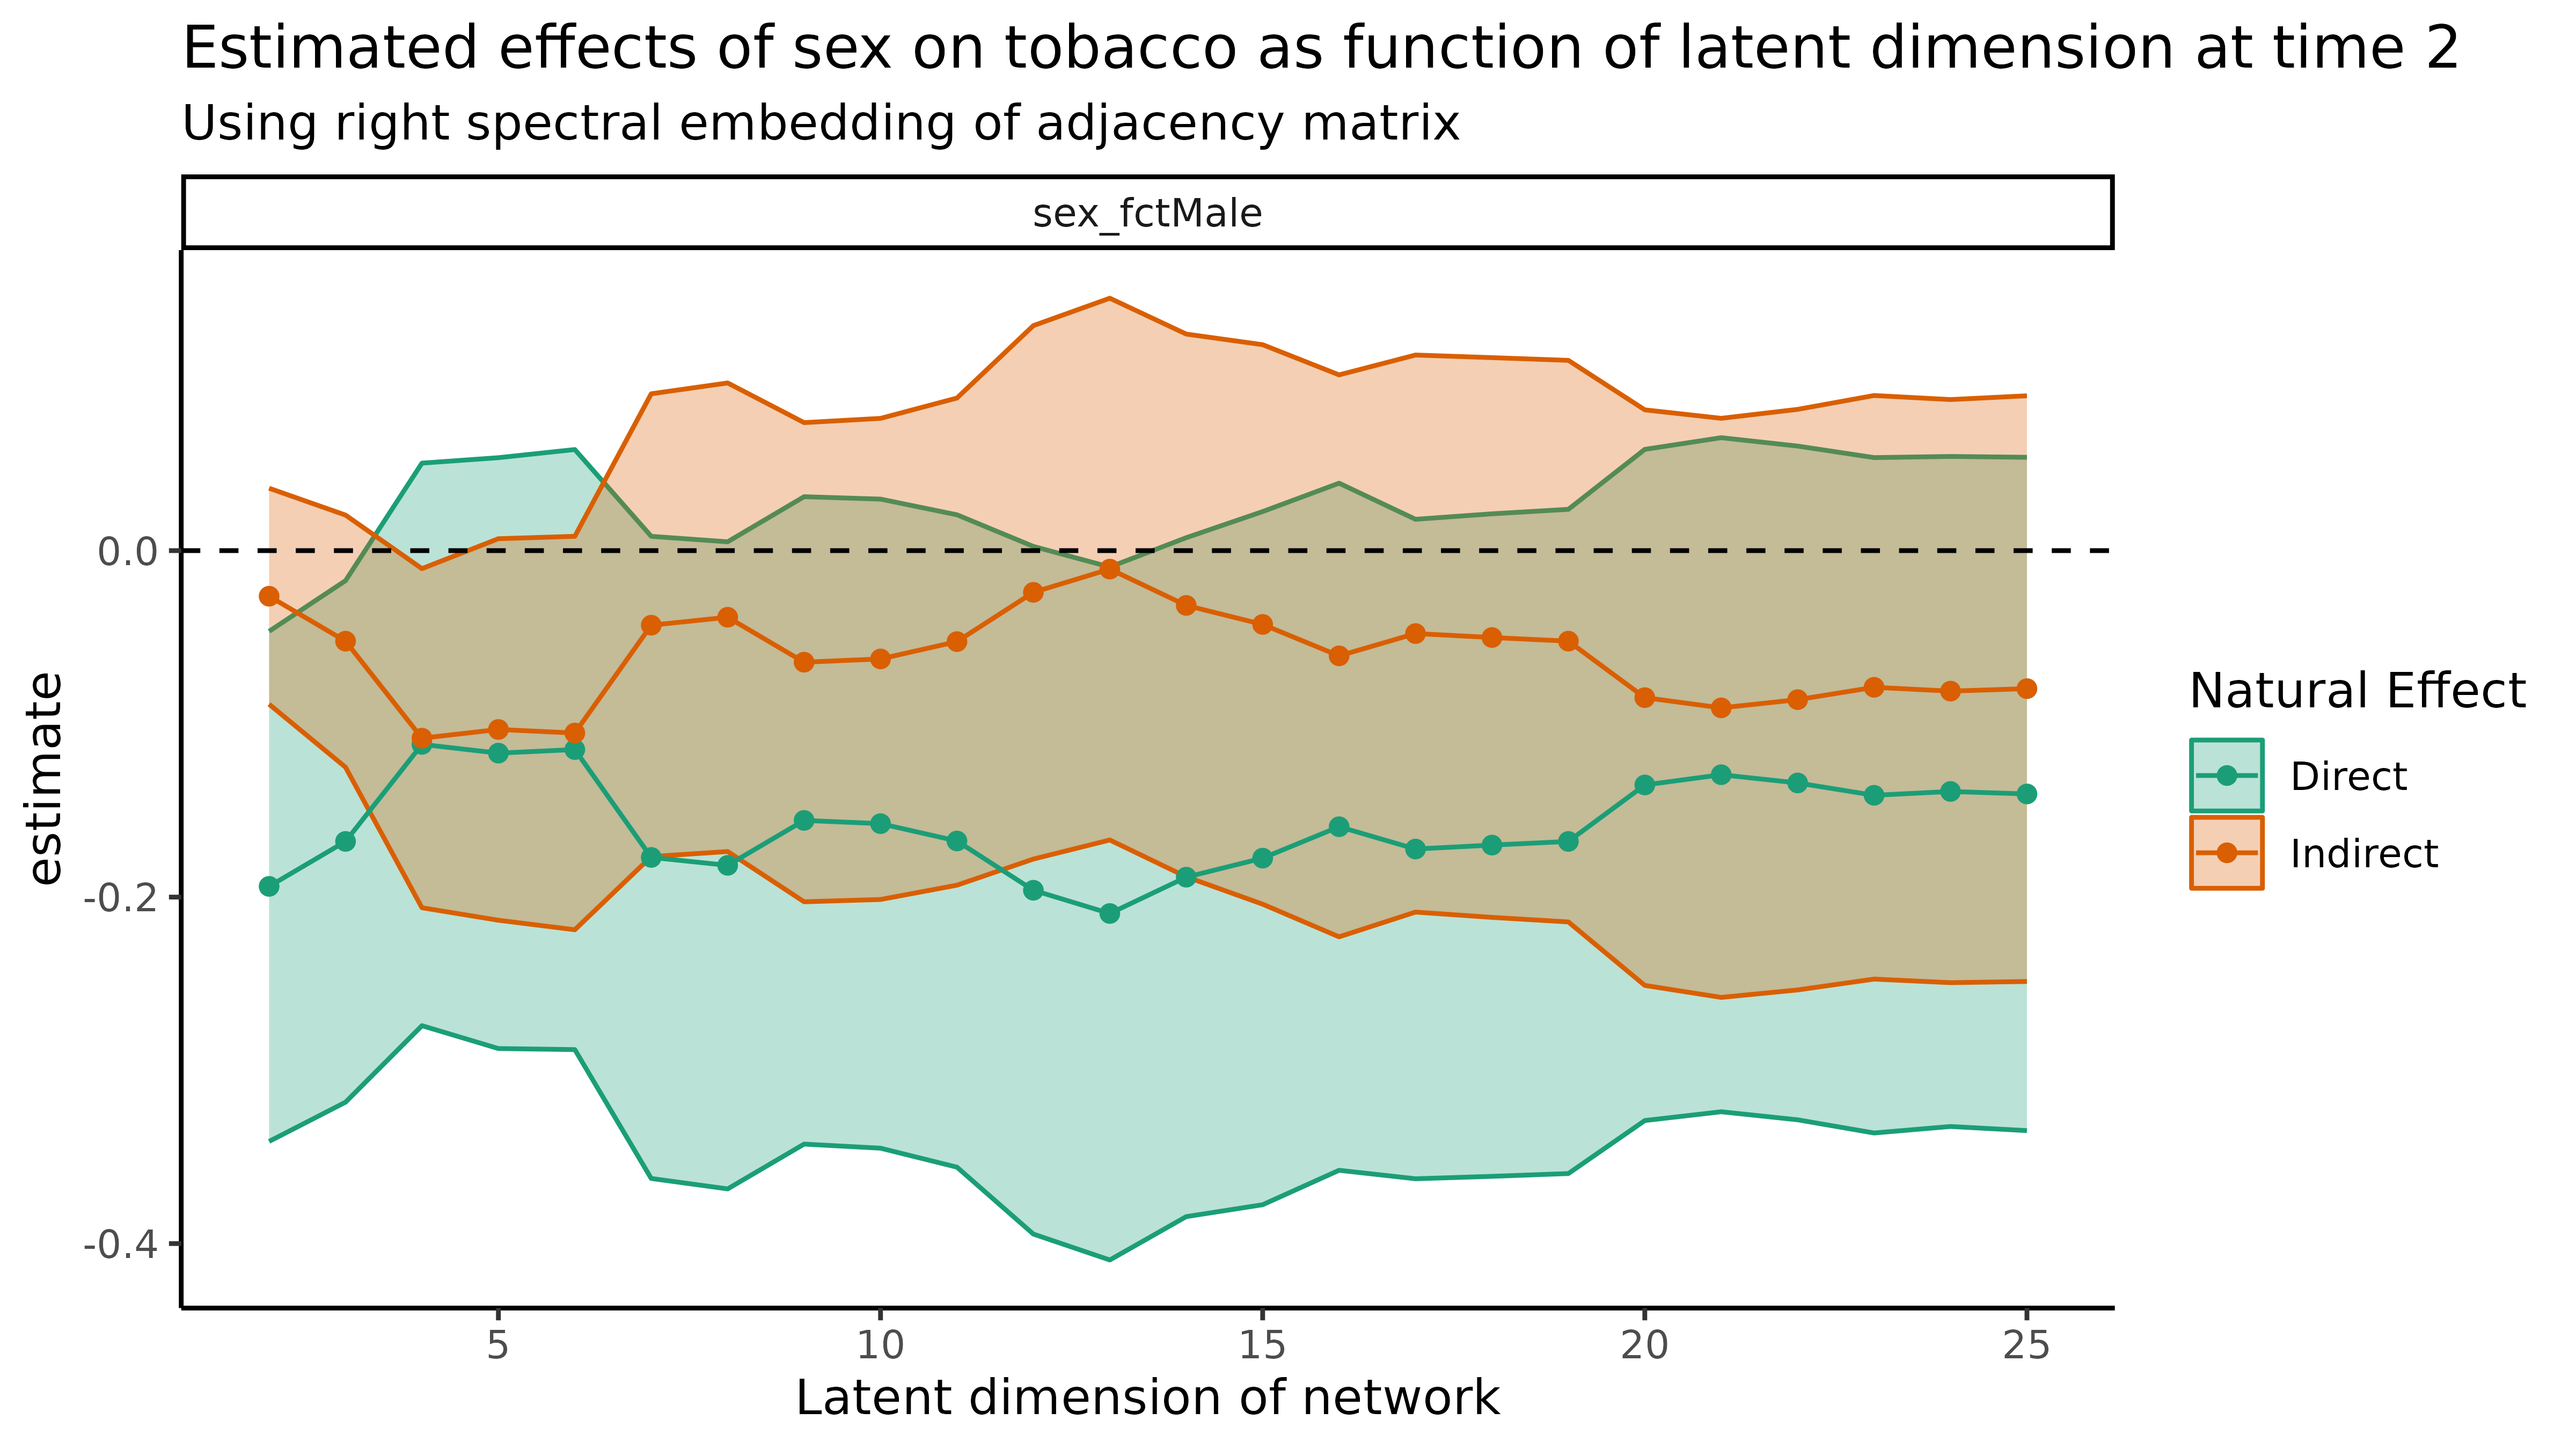 Estimated effects of sex on tobacco as function of latent dimension at time 2
Using right spectral embedding of adjacency matrix
sex_fctMale
0.0
-0.2
-0.4
estimate
5 10 15 20 25
Latent dimension of network
Natural Effect
Direct
Indirect